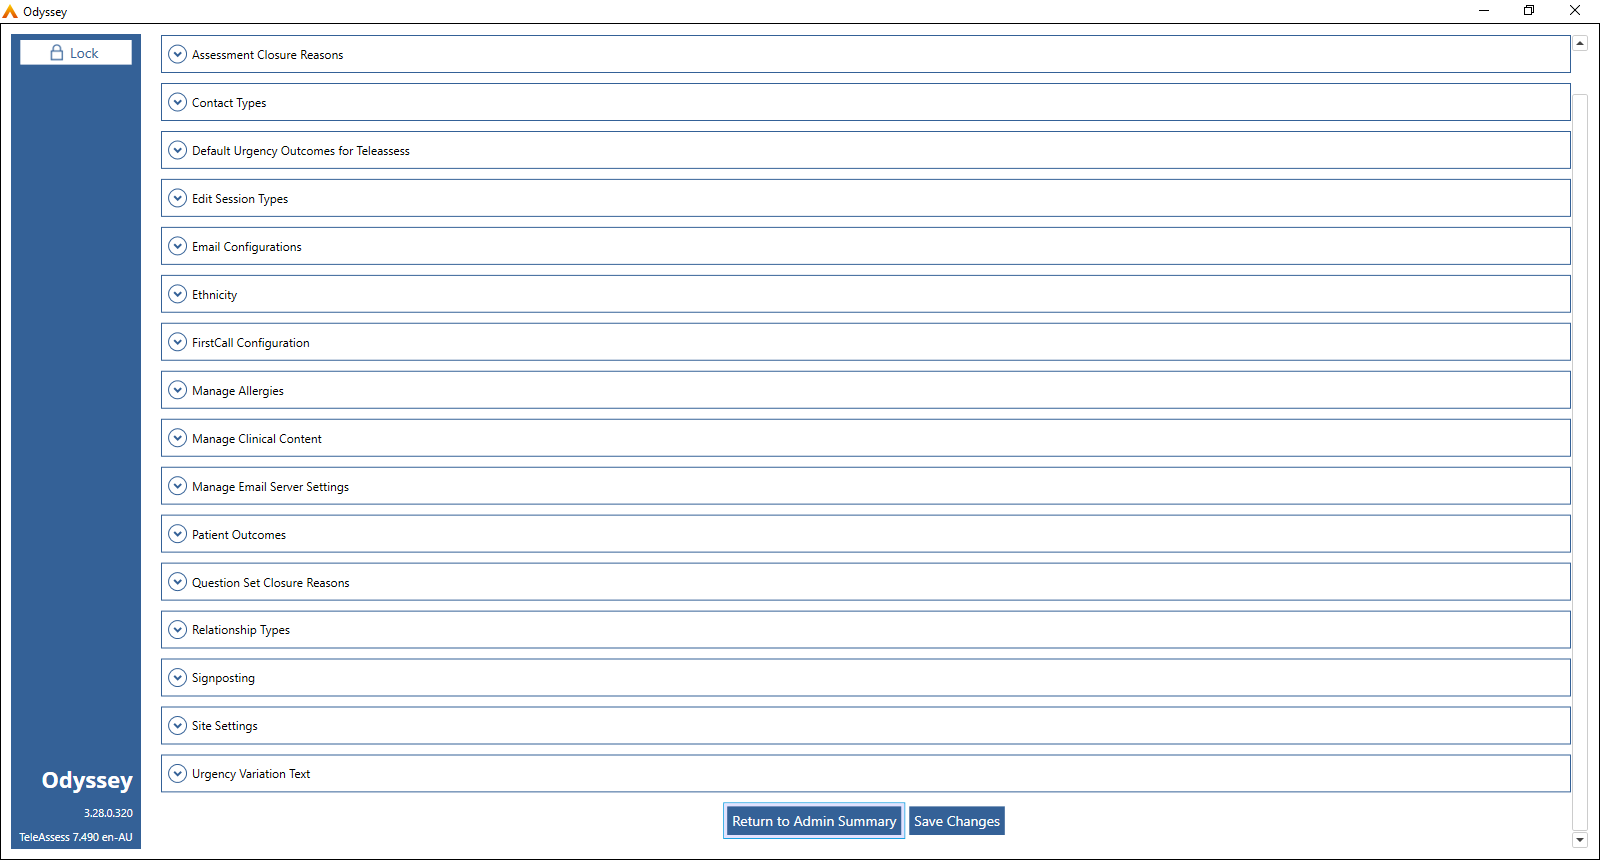 Odyssey
Lock
Assessment Closure Reasons
Contact Types
Default Urgency Outcomes for Teleassess
Edit Session Types
Email Configurations
Ethnicity
FirstCall Configuration
Manage Allergies
Manage Clinical Content
Manage Email Server Settings
Patient Outcomes
Question Set Closure Reasons
Relationship Types
Signposting
Site Settings
Urgency Variation Text
Return to Admin Summary Save Changes
Odyssey
3.28.0.320
TeleAssess 7.490 en-AU